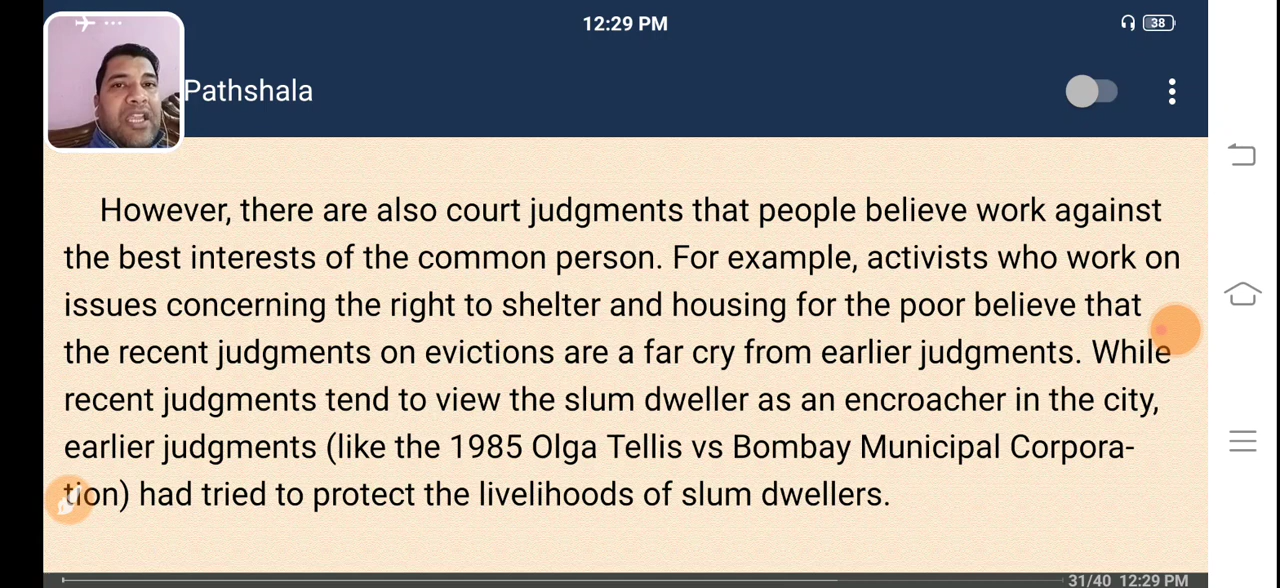 12:29 PM
38
Pathshala
However, there are also court judgments that people believe work against
the best interests of the common person. For example, activists who work on
issues concerning the right to shelter and housing for the poor believe that
the recent judgments on evictions are a far cry from earlier judgments. While
recent judgments tend to view the slum dweller as an encroacher in the city,
earlier judgments (like the 1985 Olga Tellis vs Bombay Municipal Corpora-
tion) had tried to protect the livelihoods of slum dwellers.
31/40 12:29 PM